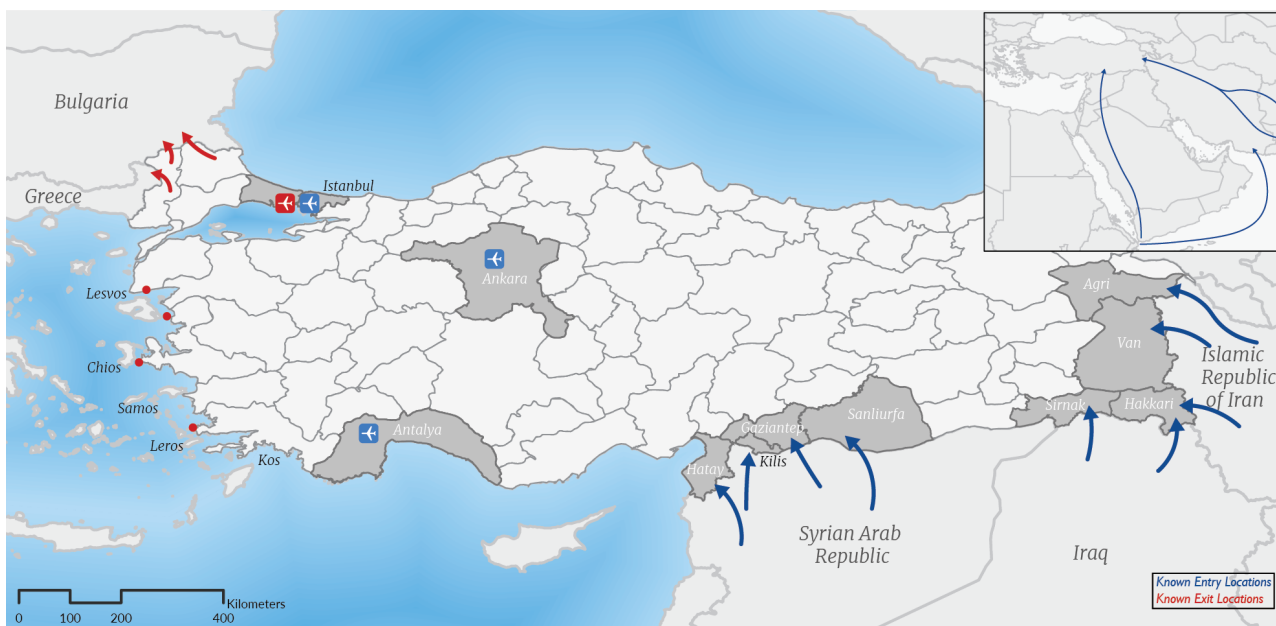 Bulgaria
Greece
Istanbul
Ankara
Lesvos
Chios
Samos
Leros
Kos
Antalya
Agri
Van
Islamic
Republic
of Iran
Sirnak
Hakkari
Sanliurfa
Gaziantep
Kilis
Hatay
Syrian Arab
Republic
Iraq
Kilometers
0 100 200 400
Known Entry Locations
Known Exit Locations